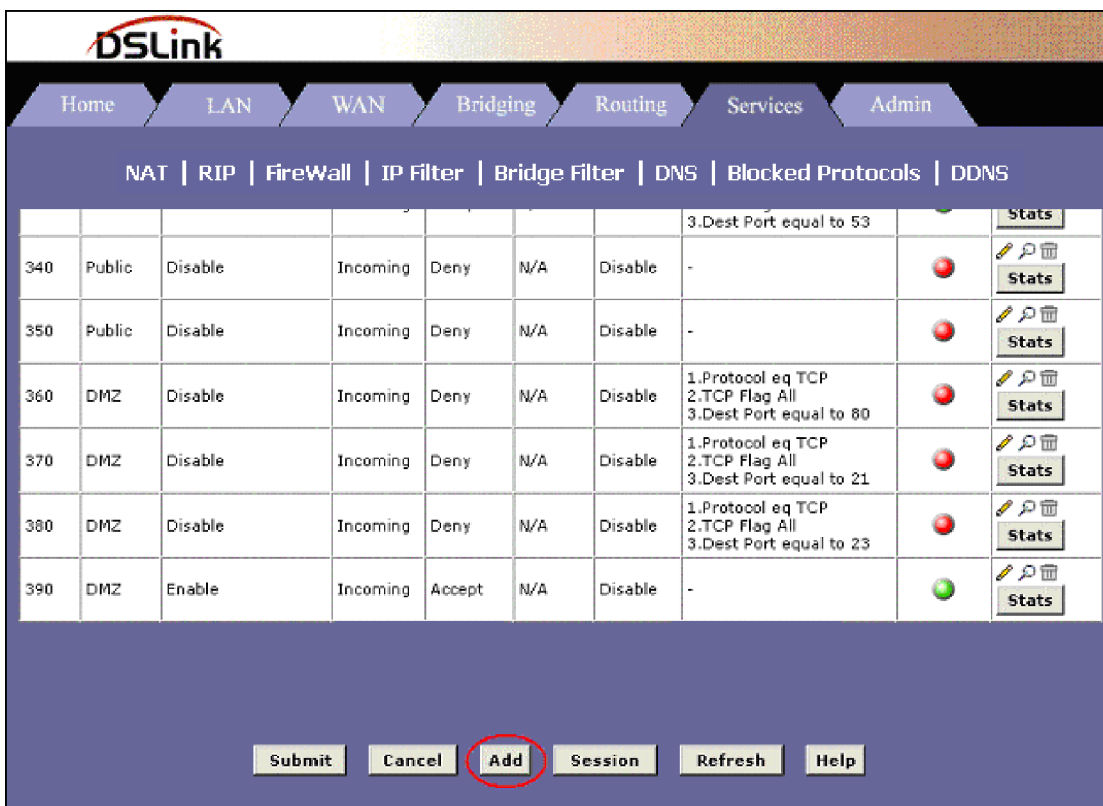 DSLink
Home LAN WAN Bridging Routing Services Admin
NAT | RIP | FireWall | IP Filter | Bridge Filter | DNS | Blocked Protocols | DDNS
3.Dest Port equal to 53
Stats
340 Public Disable Incoming Deny N/A Disable -
Stats
350 Public Disable Incoming Deny N/A Disable -
Stats
360 DMZ Disable Incoming Deny N/A Disable
1.Protocol eq TCP
2.TCP Flag All
3.Dest Port equal to 80
Stats
370 DMZ Disable Incoming Deny N/A Disable
1.Protocol eq TCP
2.TCP Flag All
3.Dest Port equal to 21
Stats
380 DMZ Disable Incoming Deny N/A Disable
1.Protocol eq TCP
2.TCP Flag All
3.Dest Port equal to 23
Stats
390 DMZ Enable Incoming Accept N/A Disable -
Stats
Submit Cancel Add Session Refresh Help